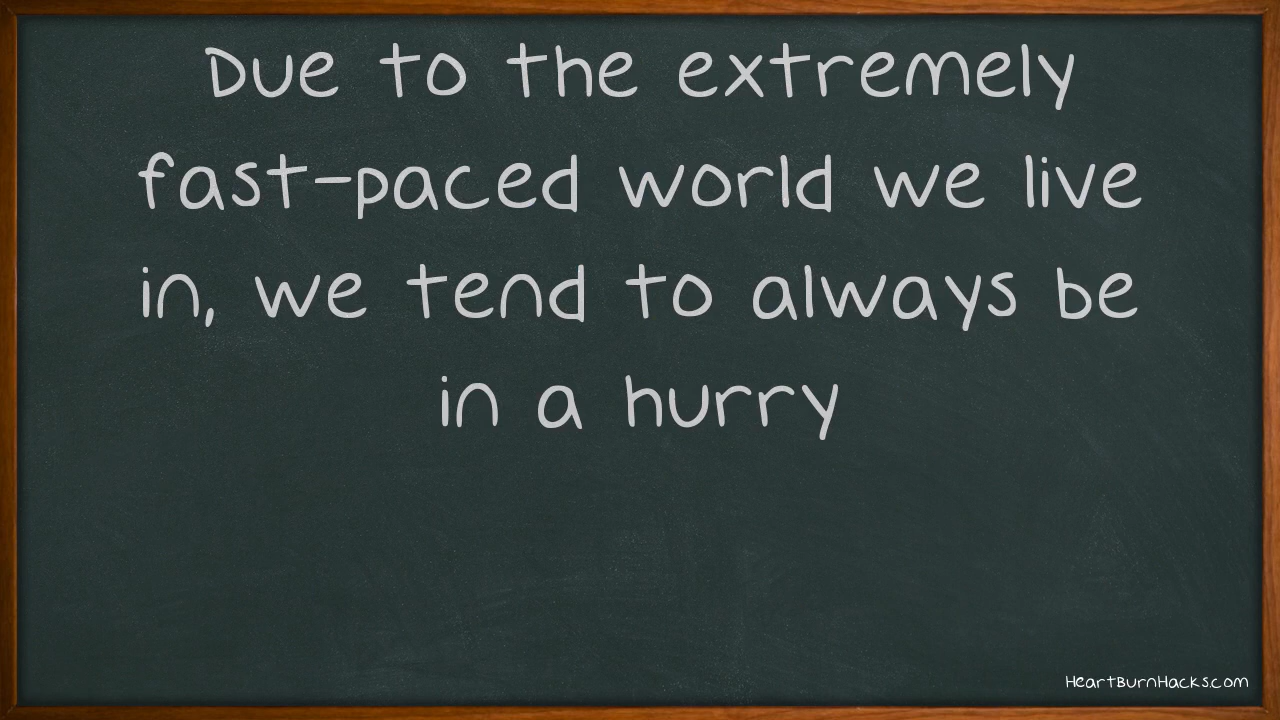 Due to the extremely
fast-paced world we live
in, we tend to always be
in a hurry
HeartBurnHacks.com